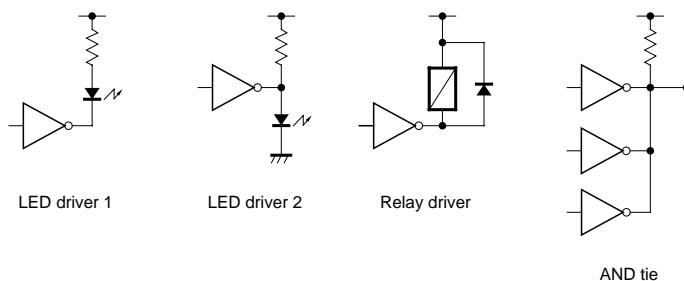 LED driver 1
LED driver 2
Relay driver
AND tie